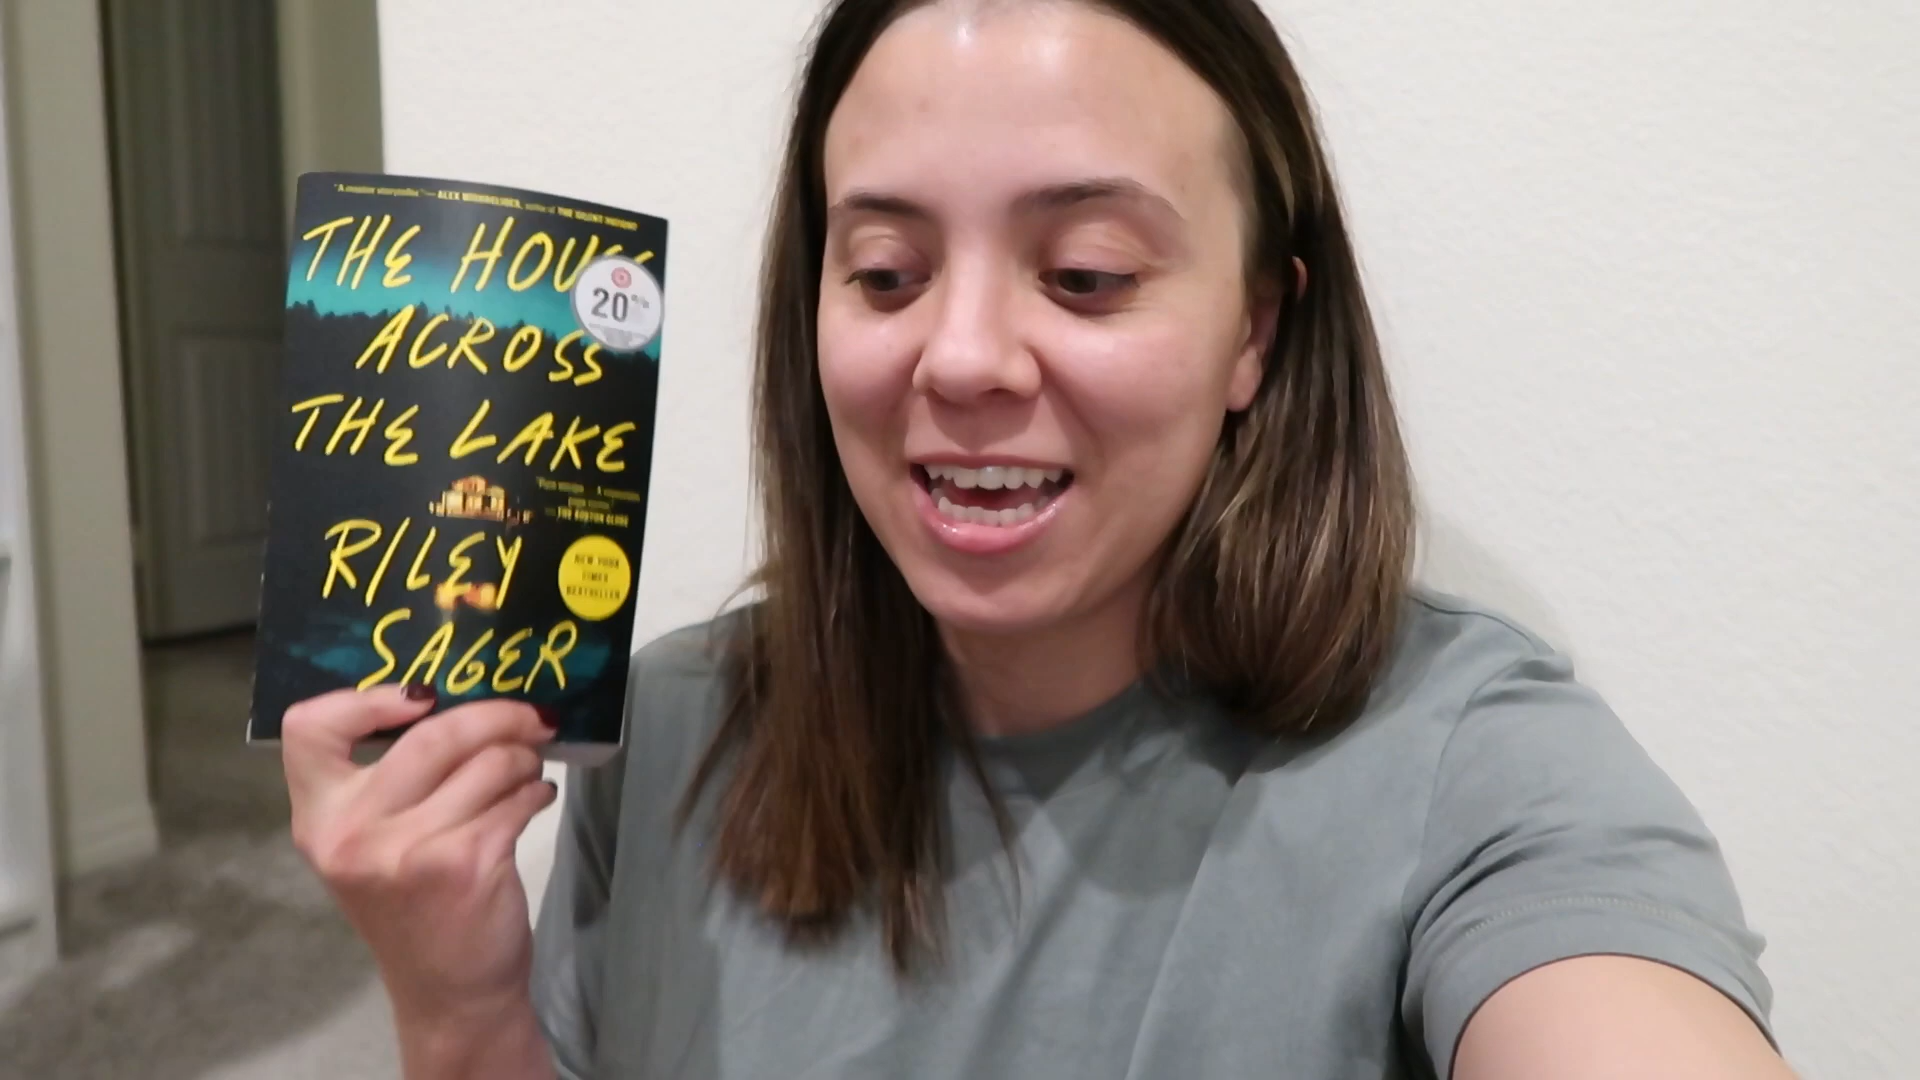 "A master storyteller."—ALEX MICHAELIDES, author of THE SILENT PATIENT
THE HOUSE
20%
ACROSS
THE LAKE
—THE BOSTON GLOBE
RILEY
NEW YORK
TIMES
BESTSELLER
SAGER